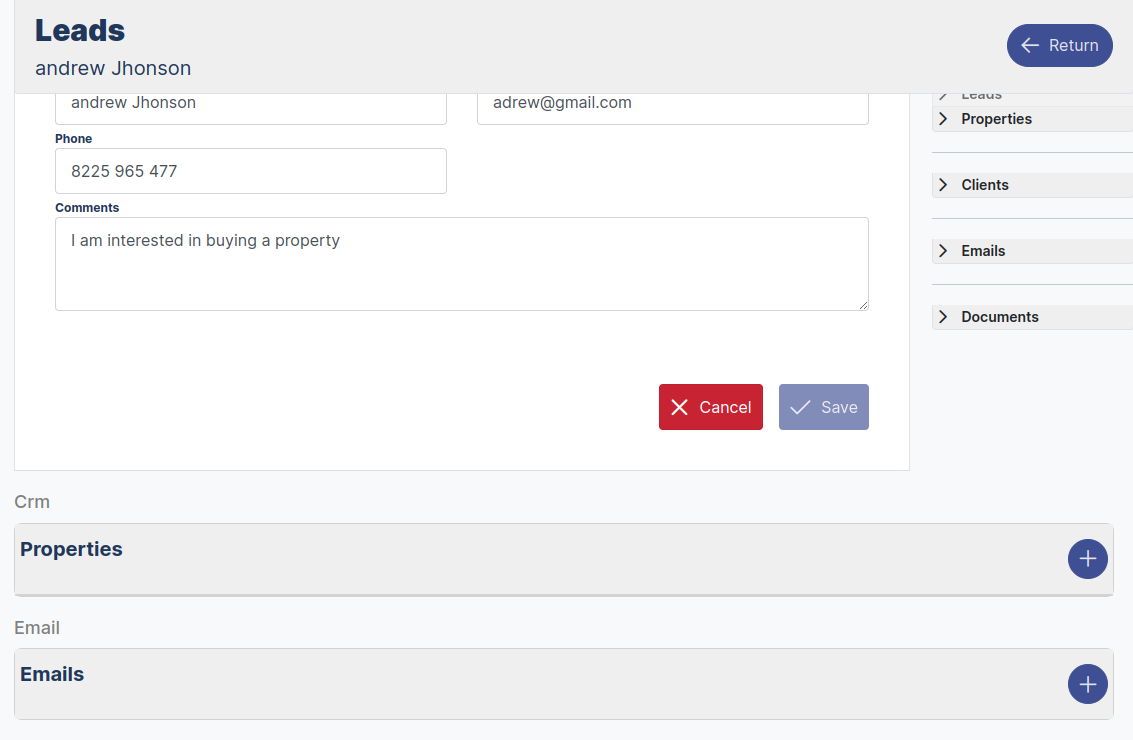 Leads
andrew Jhonson
Return
andrew Jhonson
adrew@gmail.com
Phone
8225 965 477
Comments
I am interested in buying a property
Cancel
Save
Leads
Properties
Clients
Emails
Documents
Crm
Properties
Email
Emails